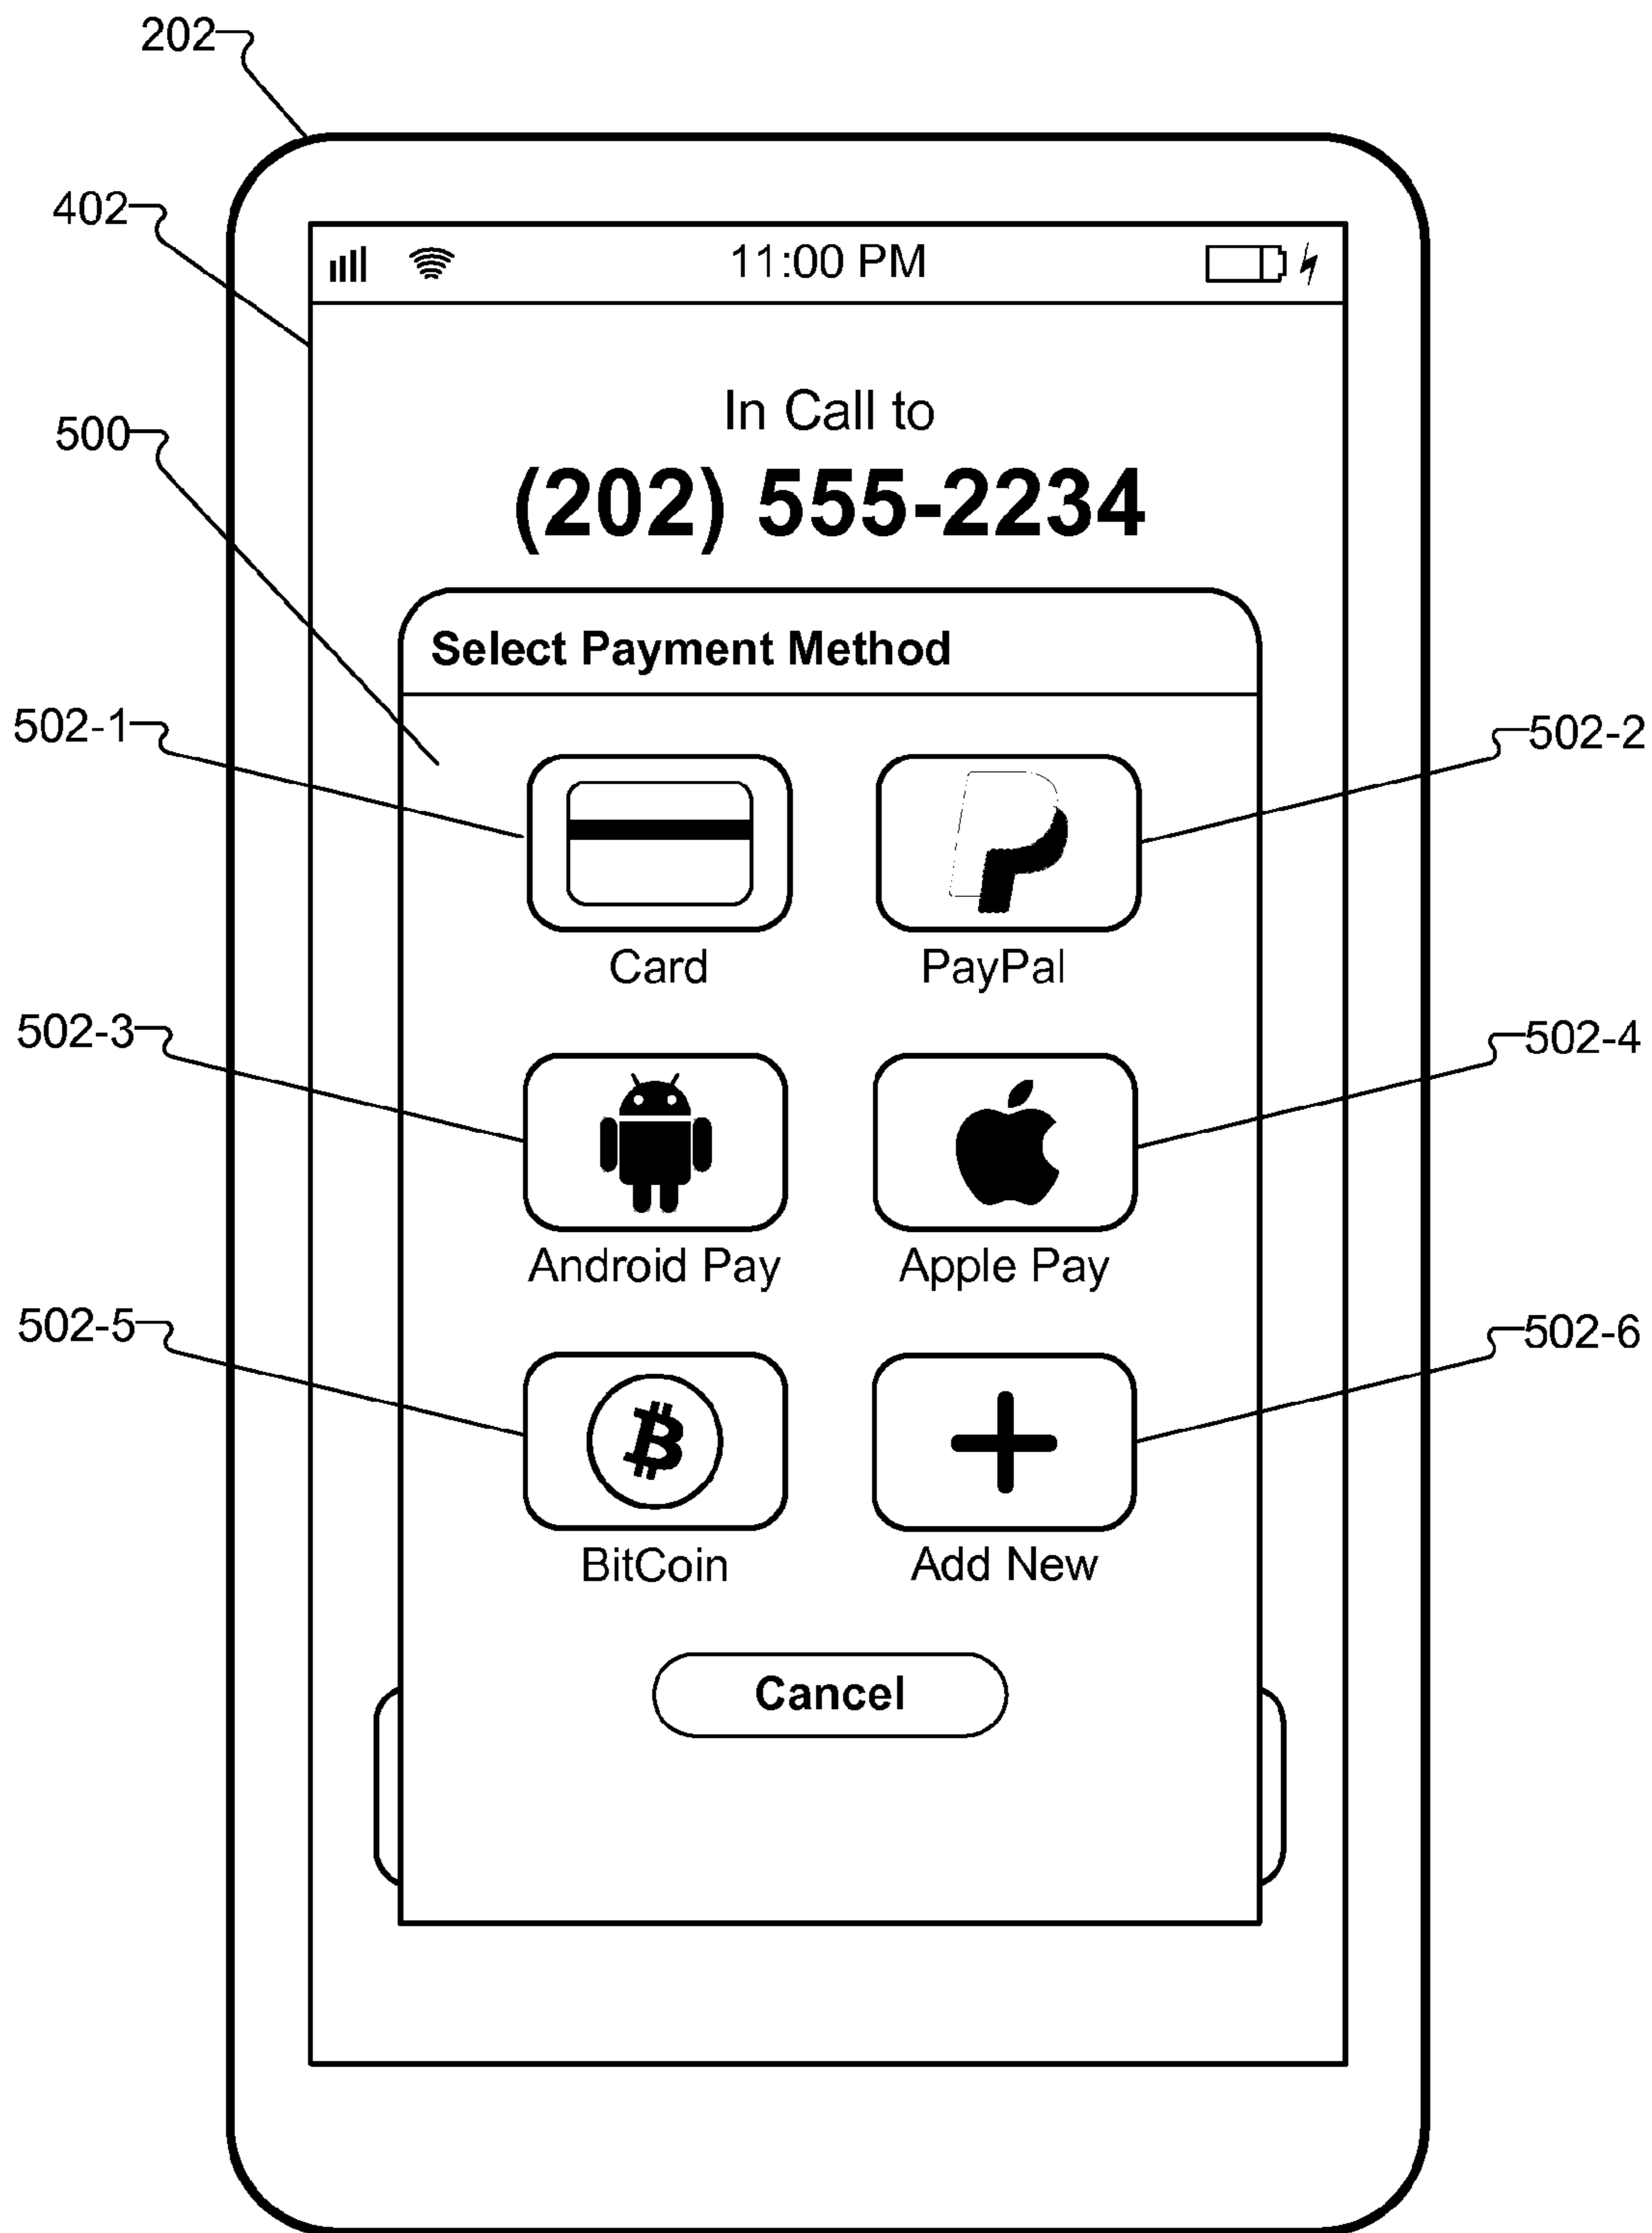 202
402
11:00 PM
In Call to
500
(202) 555-2234
Select Payment Method
502-1
502-2
Card
PayPal
502-3
502-4
Android Pay
Apple Pay
502-5
502-6
BitCoin
Add New
Cancel